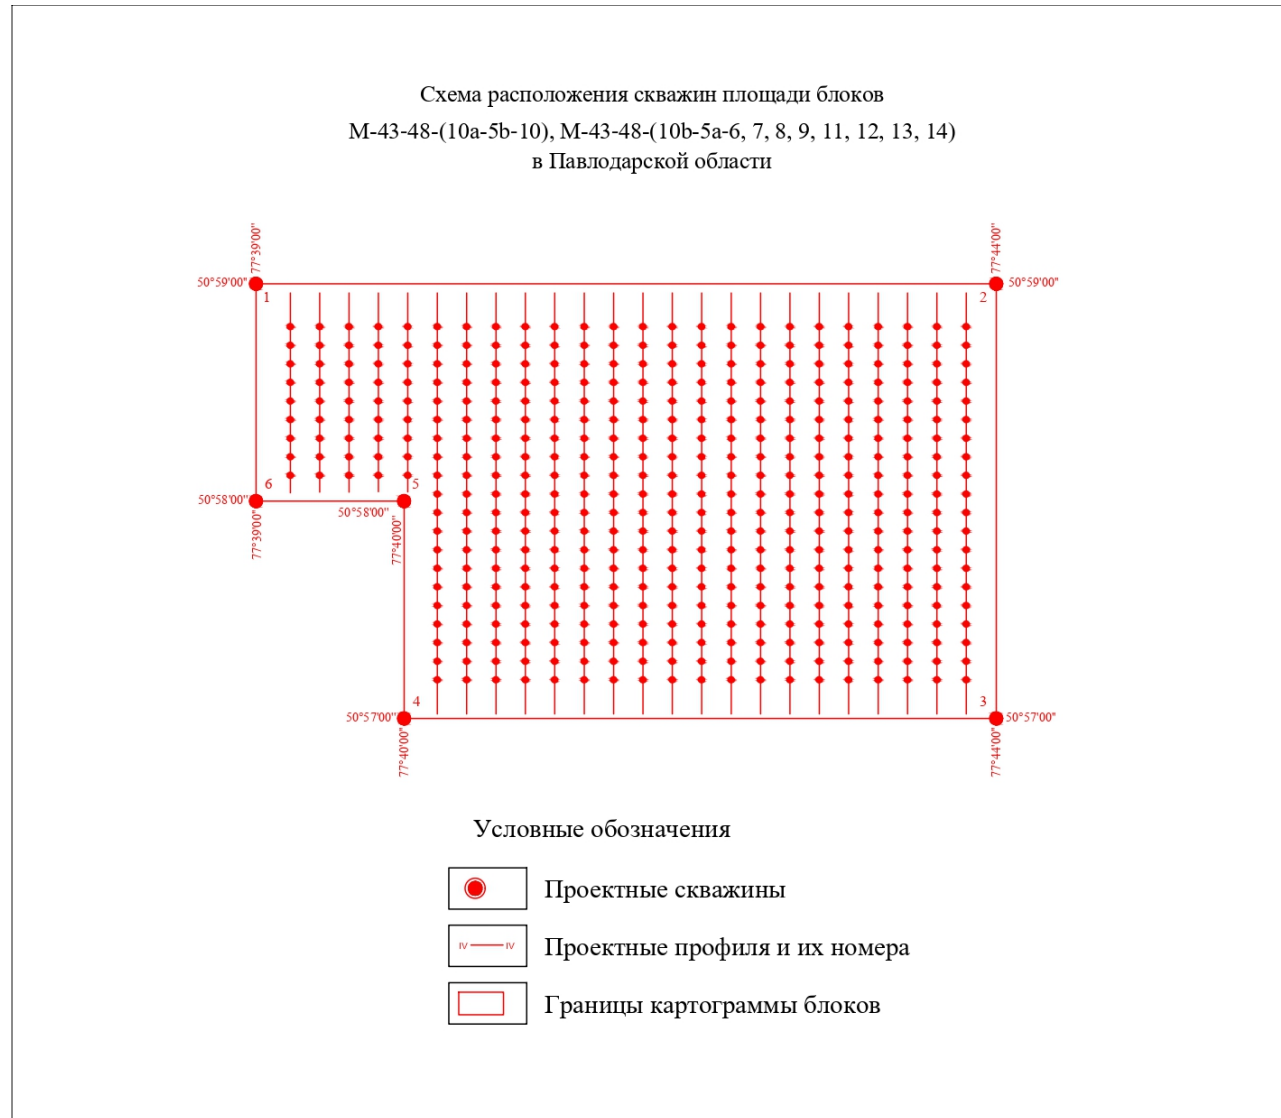 Схема расположения скважин площади блоков
М-43-48-(10а-5b-10), М-43-48-(10b-5а-6, 7, 8, 9, 11, 12, 13, 14)
в Павлодарской области
77°39'00" 77°44'00"
50°59'00" 50°59'00"
1 2
6 5
50°58'00" 50°58'00"
77°39'00" 77°40'00"
4 3
50°57'00" 50°57'00"
77°40'00" 77°44'00"
Условные обозначения
Проектные скважины
IV IV Проектные профиля и их номера
Границы картограммы блоков